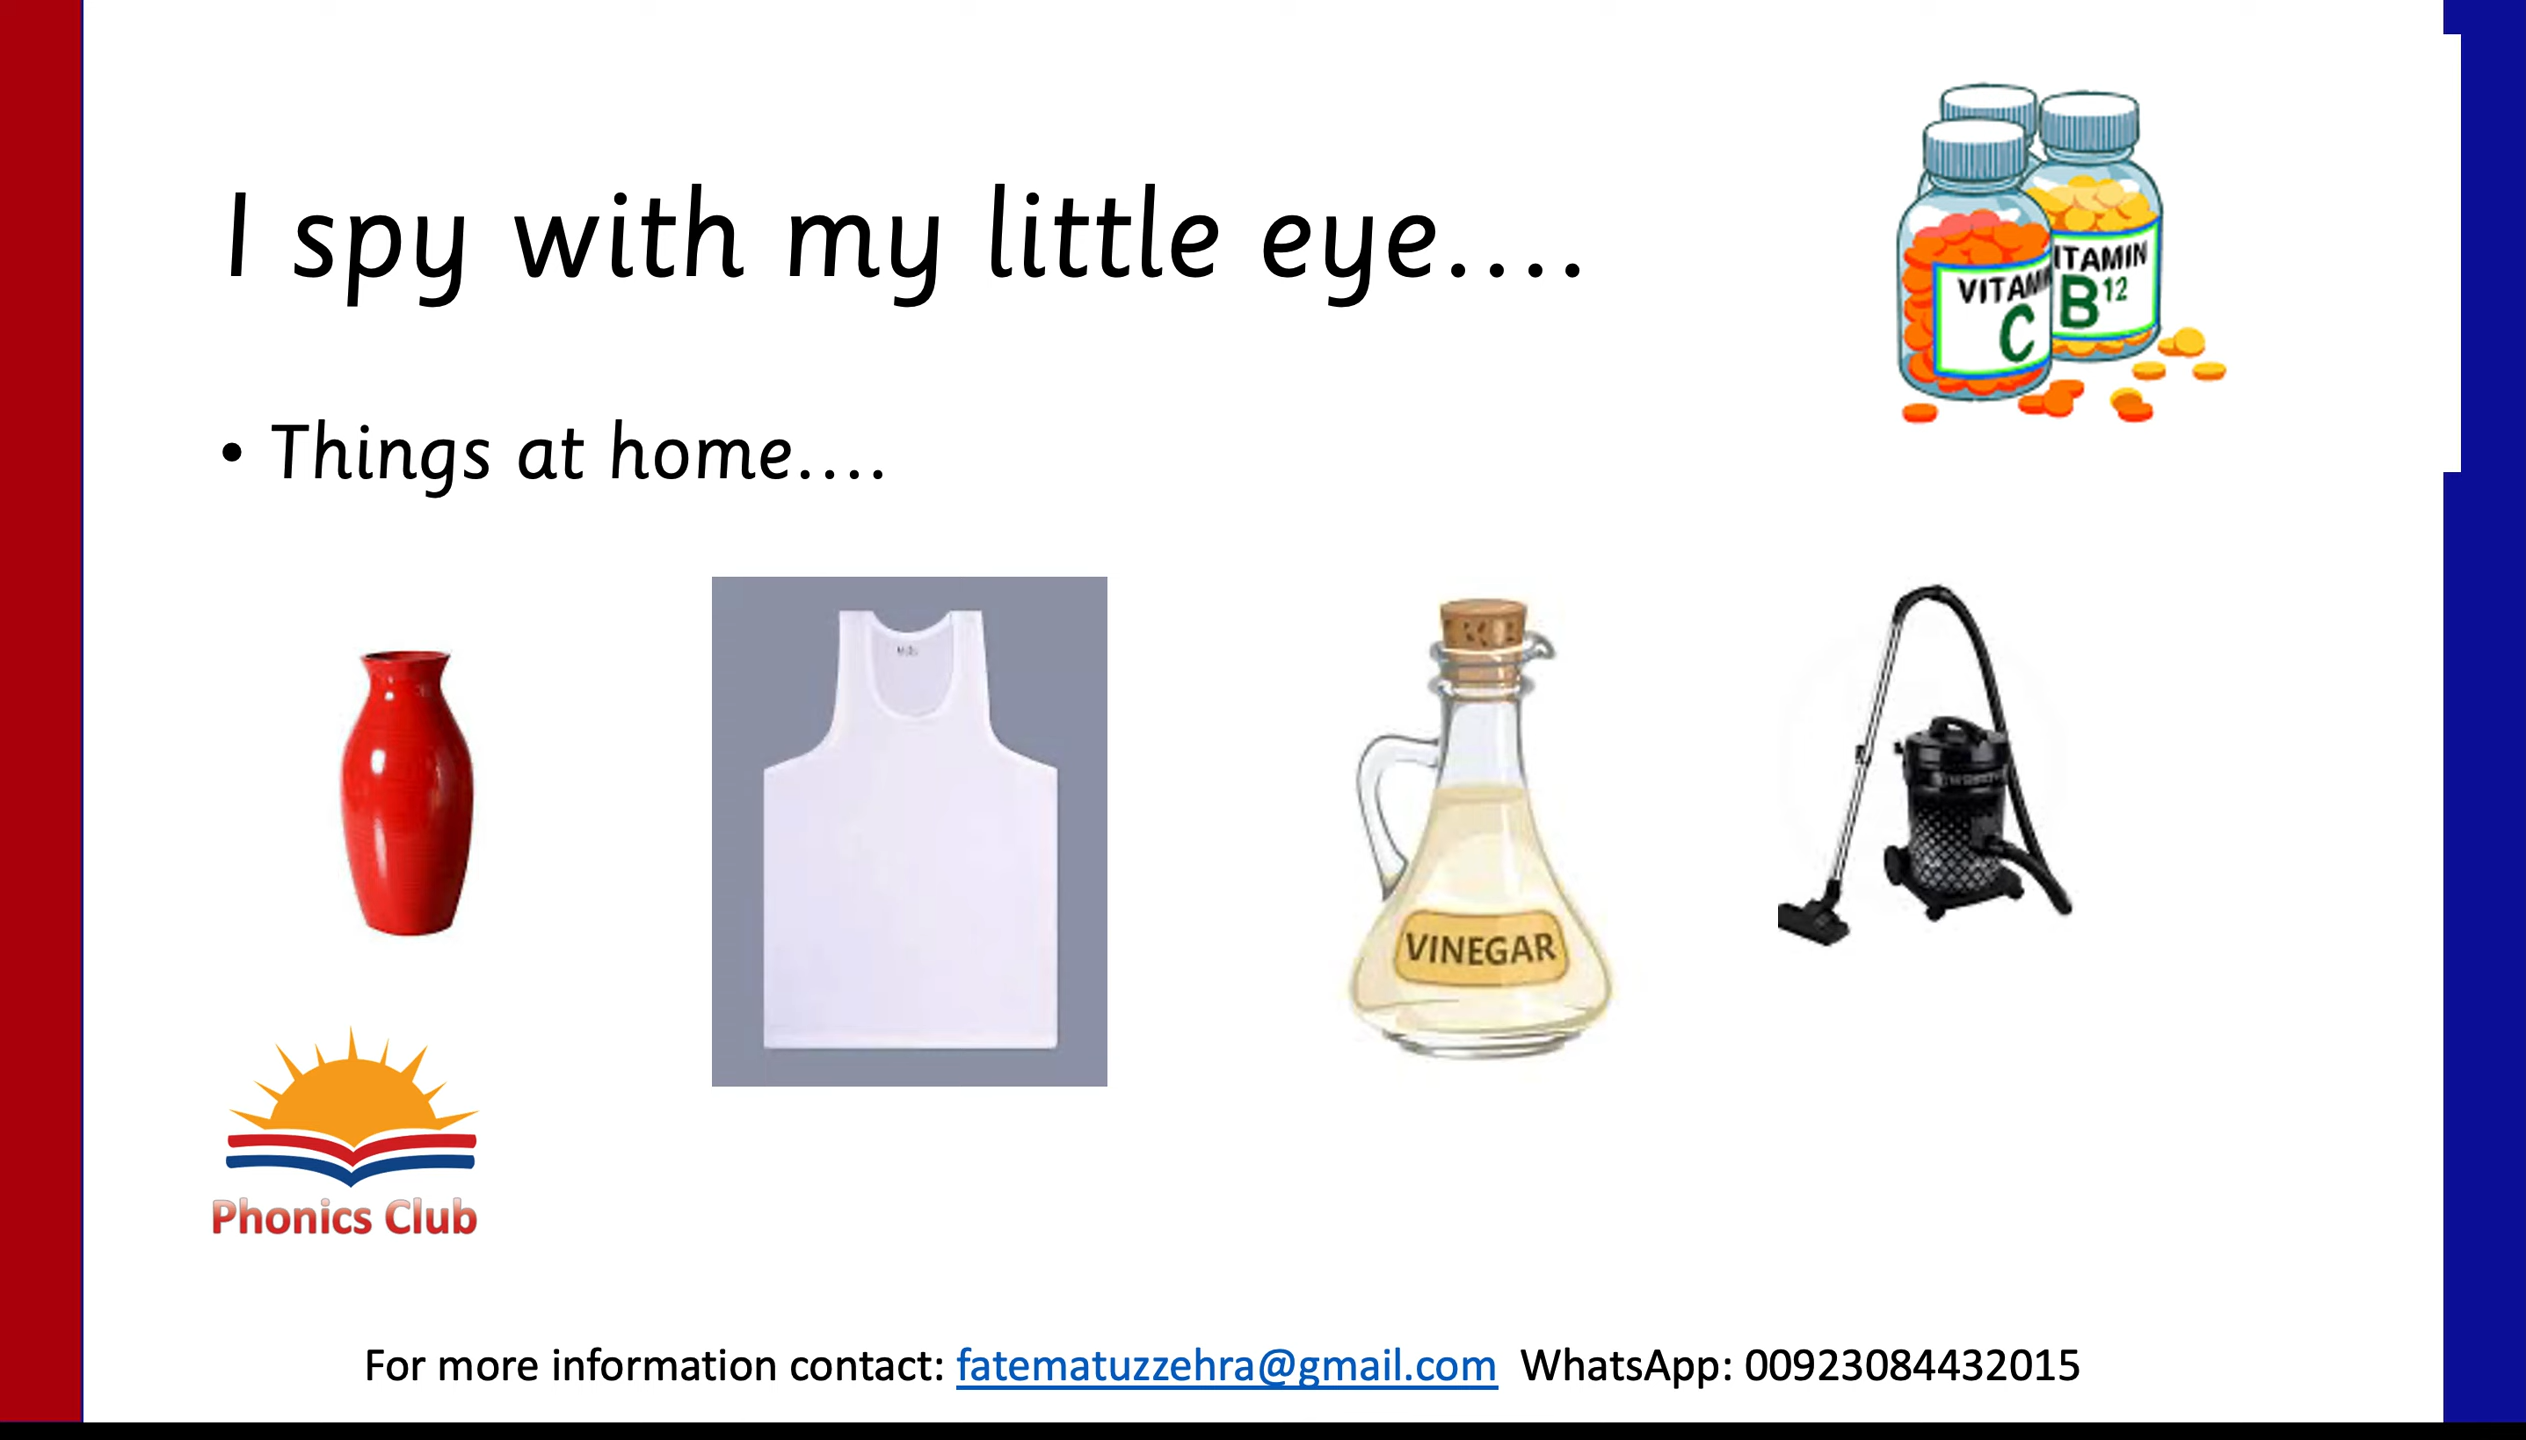 I spy with my little eye....
VITAMIN
C
ITAMIN
B12
• Things at home....
VINEGAR
Phonics Club
For more information contact: fatematuzzehra@gmail.com WhatsApp: 00923084432015